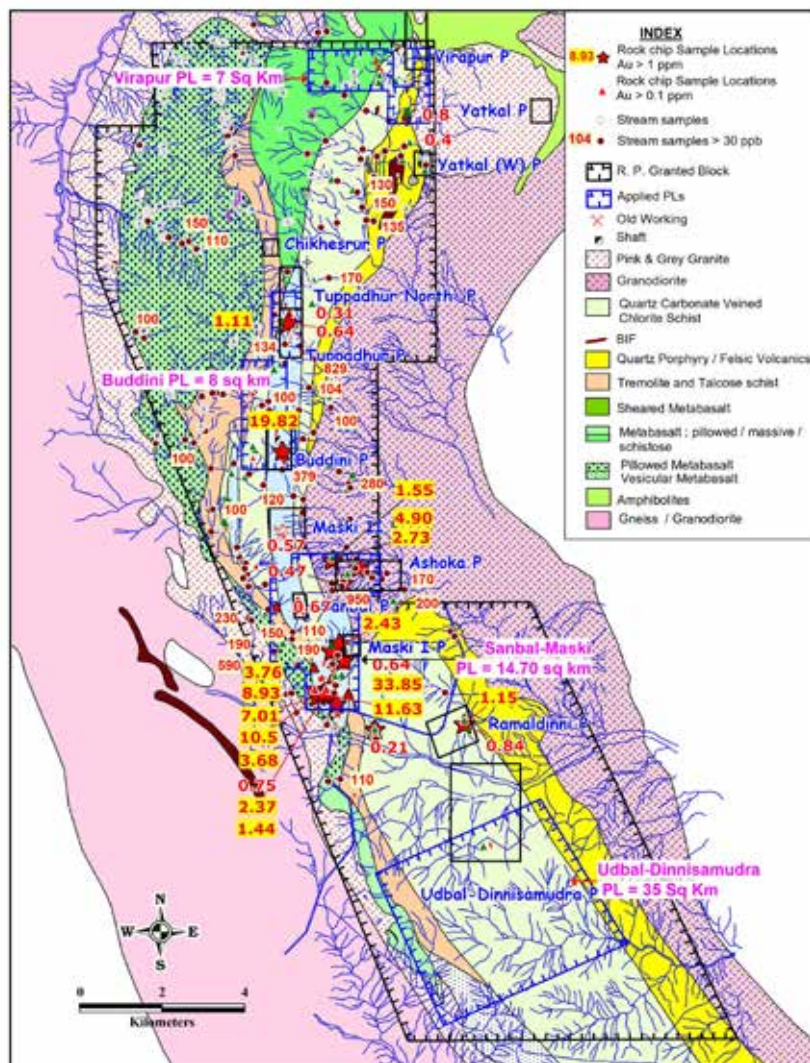 INDEX
8.93 Rock chip Sample Locations
Au > 1 ppm
Rock chip Sample Locations
Au > 0.1 ppm
Stream samples
104 Stream samples > 30 ppb
R. P. Granted Block
Applied PLs
Old Working
Shaft
Pink & Grey Granite
Granodiorite
Quartz Carbonate Veined
Chlorite Schist
BIF
Quartz Porphyry / Felsic Volcanics
Tremolite and Talcose schist
Sheared Metabasalt
Metabasalt ; pillowed / massive /
schistose
Pillowed Metabasalt
Vesicular Metabasalt
Amphibolites
Gneiss / Granodiorite
Virapur P
Virapur PL = 7 Sq Km
Yatkal P
0.8
0.4
Yatkal (W) P
130
150
135
150
110
Chikhesrur P
170
Tuppadhur North P
100
1.11
0.31
0.64
134
Tuppadhur P
829
Buddini PL = 8 sq km
104
100
19.82
100
100
Buddini P
379
280
1.55
120
100
4.90
Maski I
2.73
0.57
Ashoka P
0.47
170
950
0.67
200
230
2.43
150
110
190
190
Maski I P
Sanbal-Maski
PL = 14.70 sq km
590
0.64
3.76
33.85
1.15
8.93
11.63
7.01
Ramaldinni P
10.5
0.21
0.84
3.68
0.75
110
2.37
1.44
Udbal-Dinnisamudra
PL = 35 Sq Km
Udbal-Dinnisamudra P
N
W E
S
0 2 4
Kilometers